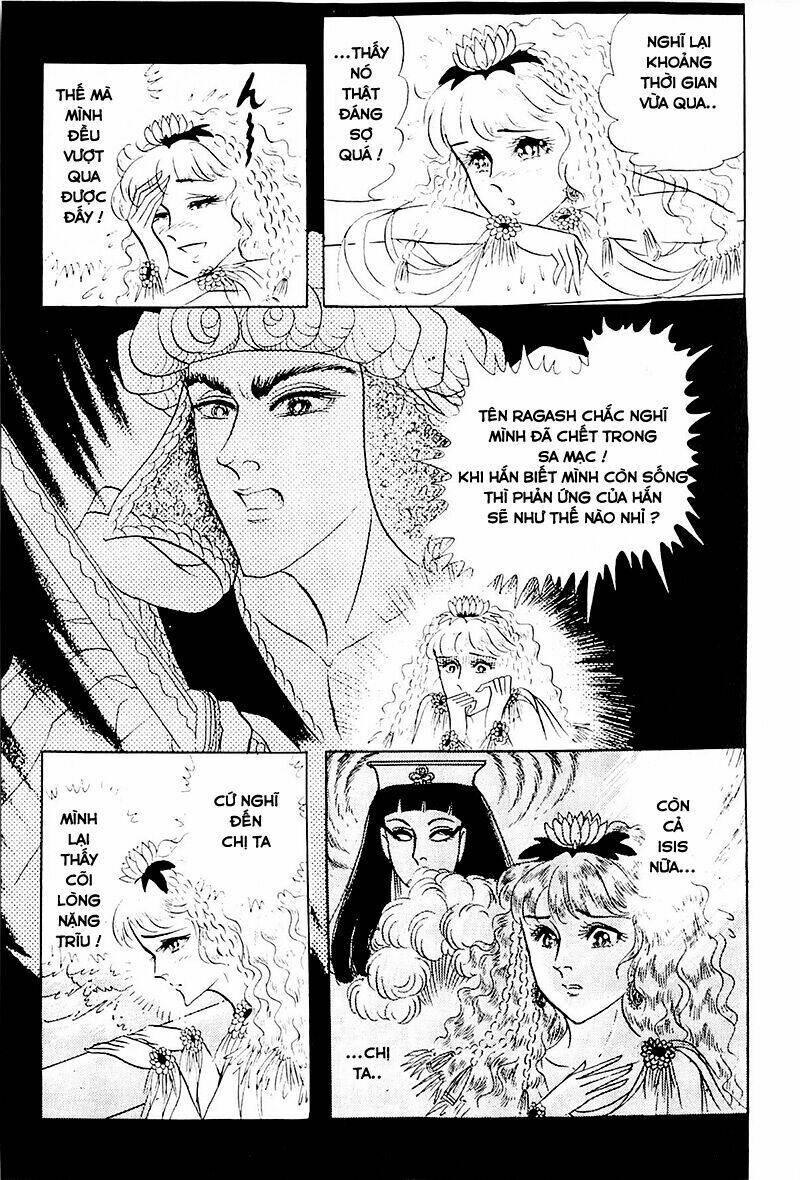 NGHĨ LẠI
KHOẢNG
THỜI GIAN
VỪA QUA..
...THẤY
NÓ
THẬT
ĐÁNG
SỢ
QUÁ !
THẾ MÀ
MÌNH
ĐỀU
VƯỢT
QUA
ĐƯỢC
ĐẤY !
TÊN RAGASH CHẮC NGHĨ
MÌNH ĐÃ CHẾT TRONG
SA MẠC !
KHI HẮN BIẾT MÌNH CÒN SỐNG
THÌ PHẢN ỨNG CỦA HẮN
SẼ NHƯ THẾ NÀO NHỈ ?
CÒN
CẢ
ISIS
NỮA...
...CHỊ
TA..
CỨ NGHĨ
ĐẾN
CHỊ TA
MÌNH
LẠI
THẤY
CÕI
LÒNG
NẶNG
TRĨU !